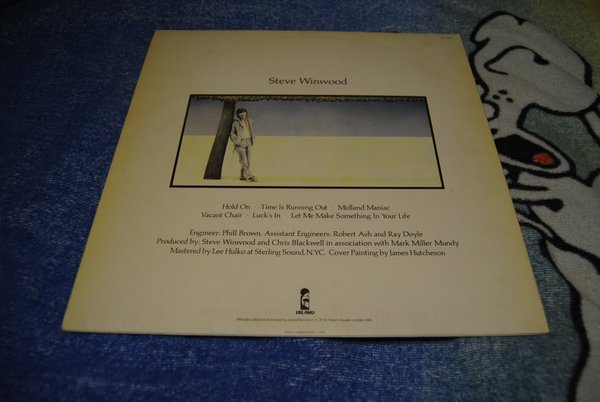 Steve Winwood
Hold On · Time Is Running Out · Midland Maniac
Vacant Chair · Luck's In · Let Me Make Something In Your Life
Engineer: Phill Brown. Assistant Engineers: Robert Ash and Ray Doyle
Produced by: Steve Winwood and Chris Blackwell in association with Mark Miller Mundy
Mastered by Lee Hulko at Sterling Sound, N.Y.C. Cover Painting by James Hutcheson
ISLAND